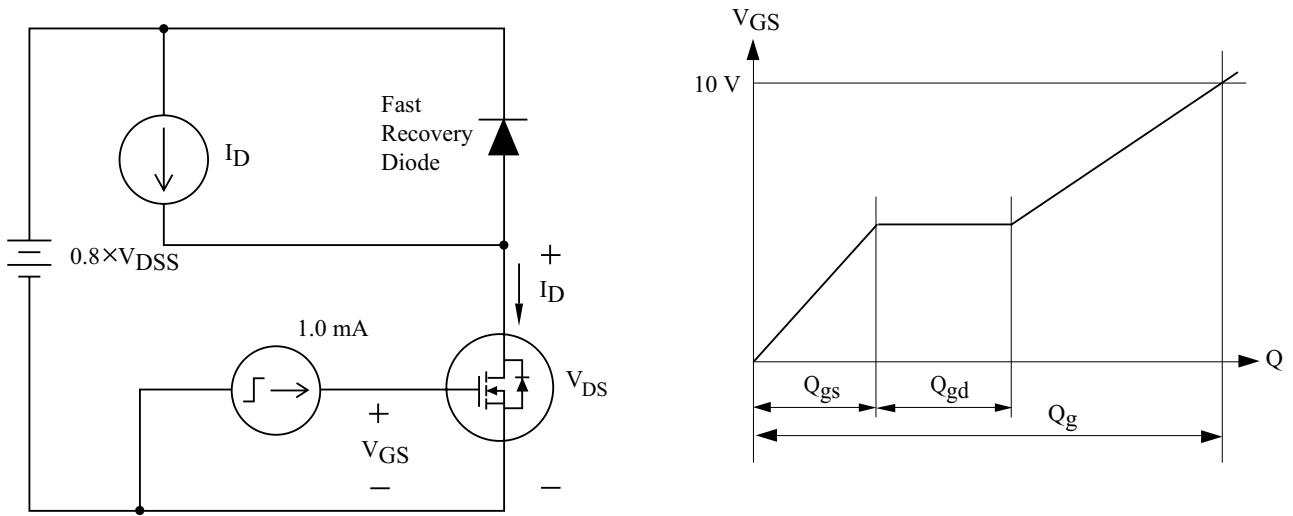 Fast
Recovery
Diode
I_D
0.8×V_DSS
+
I_D
1.0 mA
V_DS
+
V_GS
−
−
V_GS
10 V
Q
Q_gs
Q_gd
Q_g